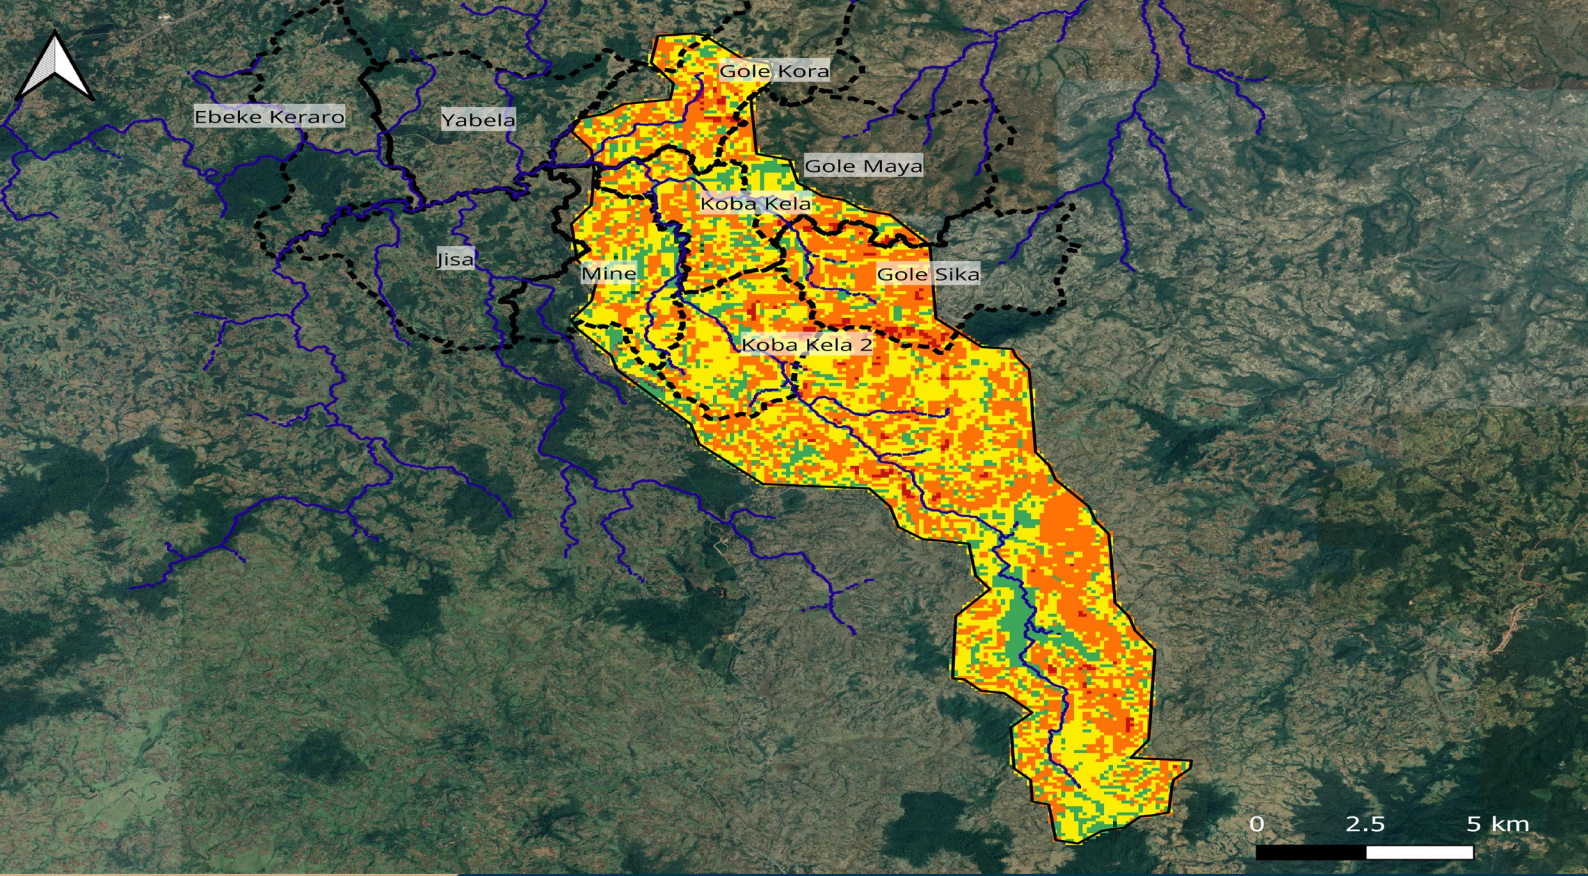 Gole Kora
Ebeke Keraro
Yabela
Gole Maya
Koba Kela
Jisa
Mine
Gole Sika
Koba Kela 2
0 2.5 5 km